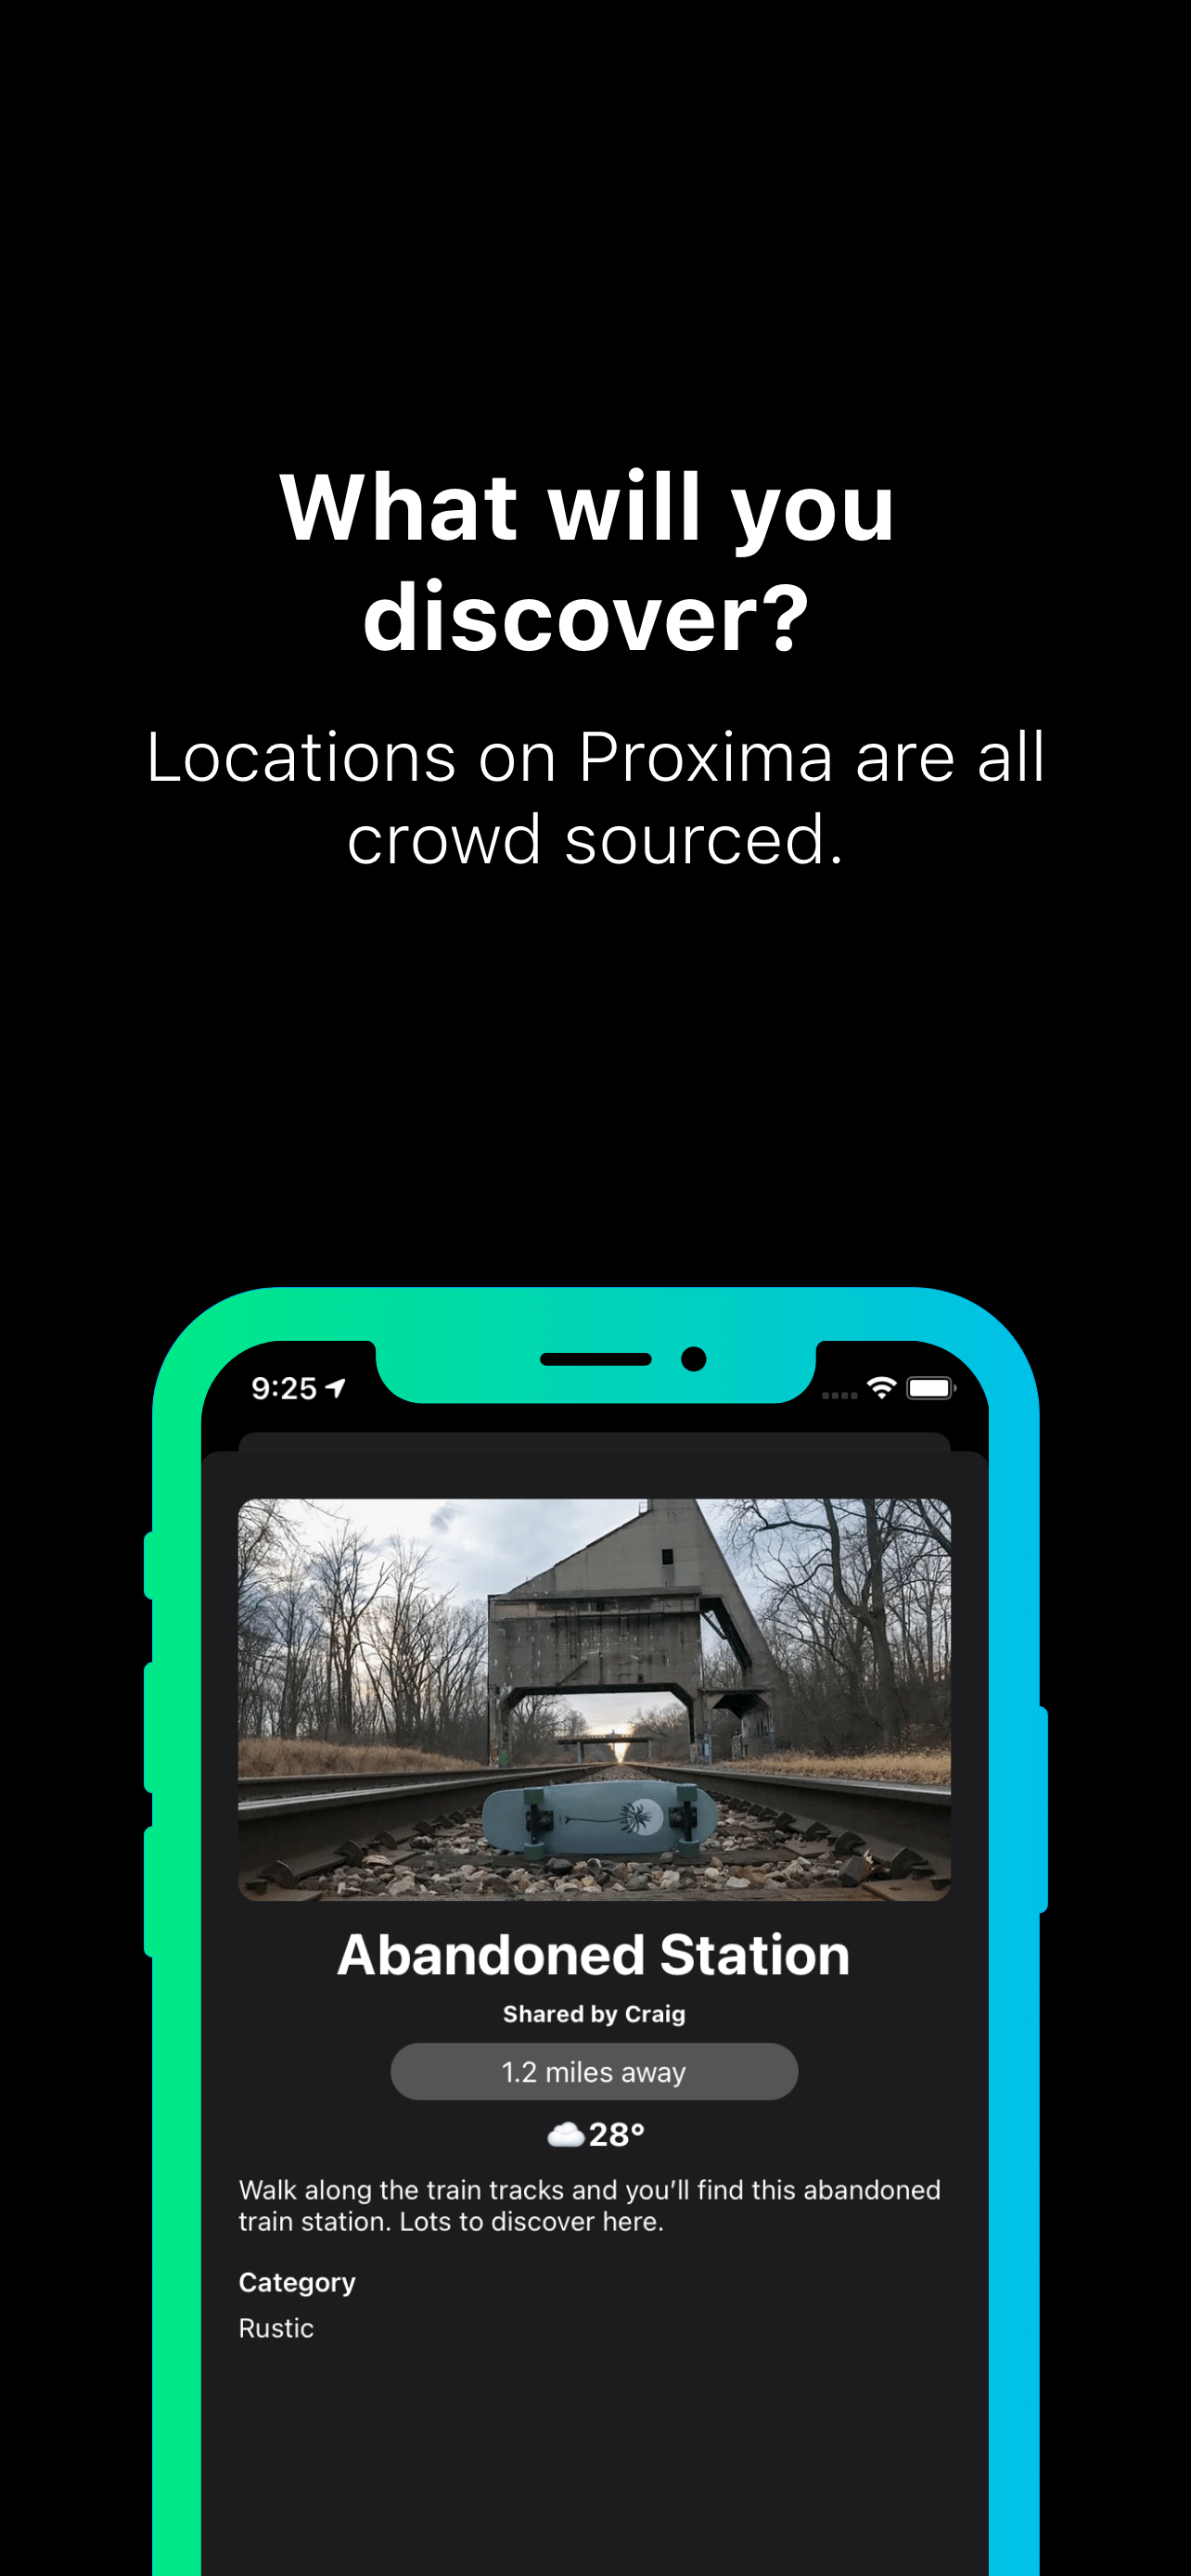 What will you
discover?
Locations on Proxima are all
crowd sourced.
9:25
Abandoned Station
Shared by Craig
1.2 miles away
☁️28°
Walk along the train tracks and you’ll find this abandoned
train station. Lots to discover here.
Category
Rustic